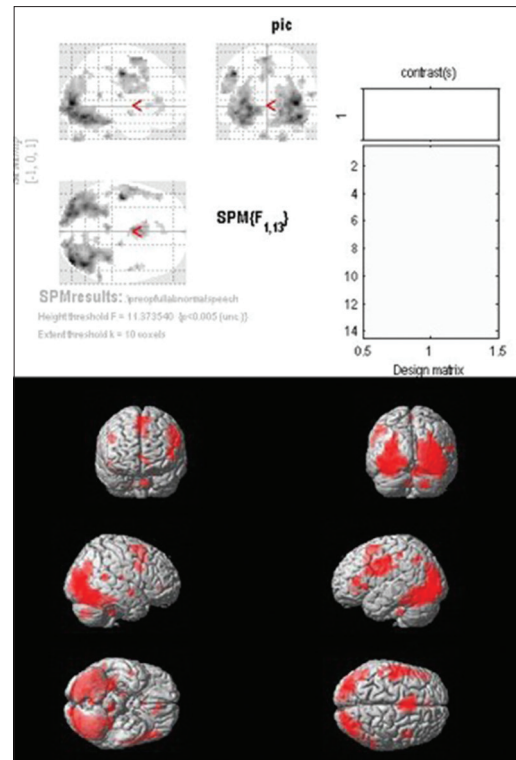 pic
contrast(s)
1
[-1, 0, 1]
SPM{F1,13}
2
4
6
8
10
12
14
0.5 1 1.5
Design matrix
SPMresults: .\preopfullabnormalspeech
Height threshold F = 11.373540 {p<0.005 (unc.)}
Extent threshold k = 10 voxels